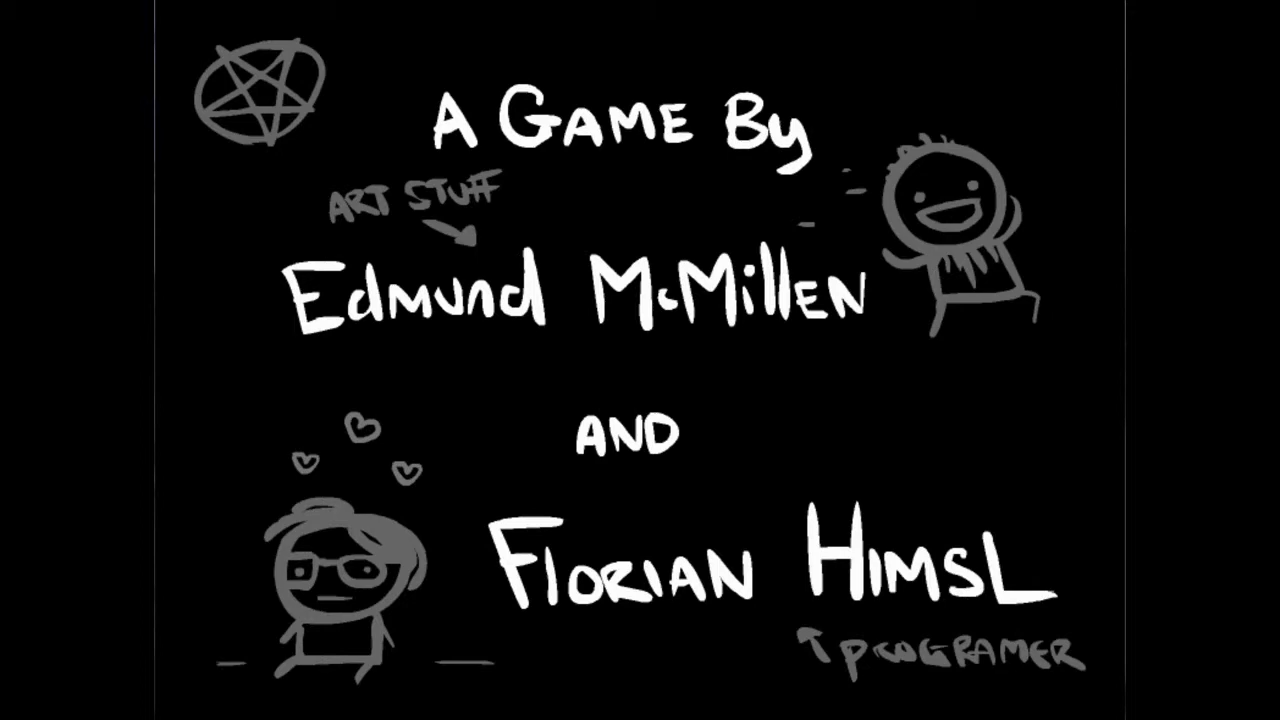 A GAME BY
ART STUFF
EDMUND McMillEN
AND
FLORIAN HIMSL
PROGRAMER